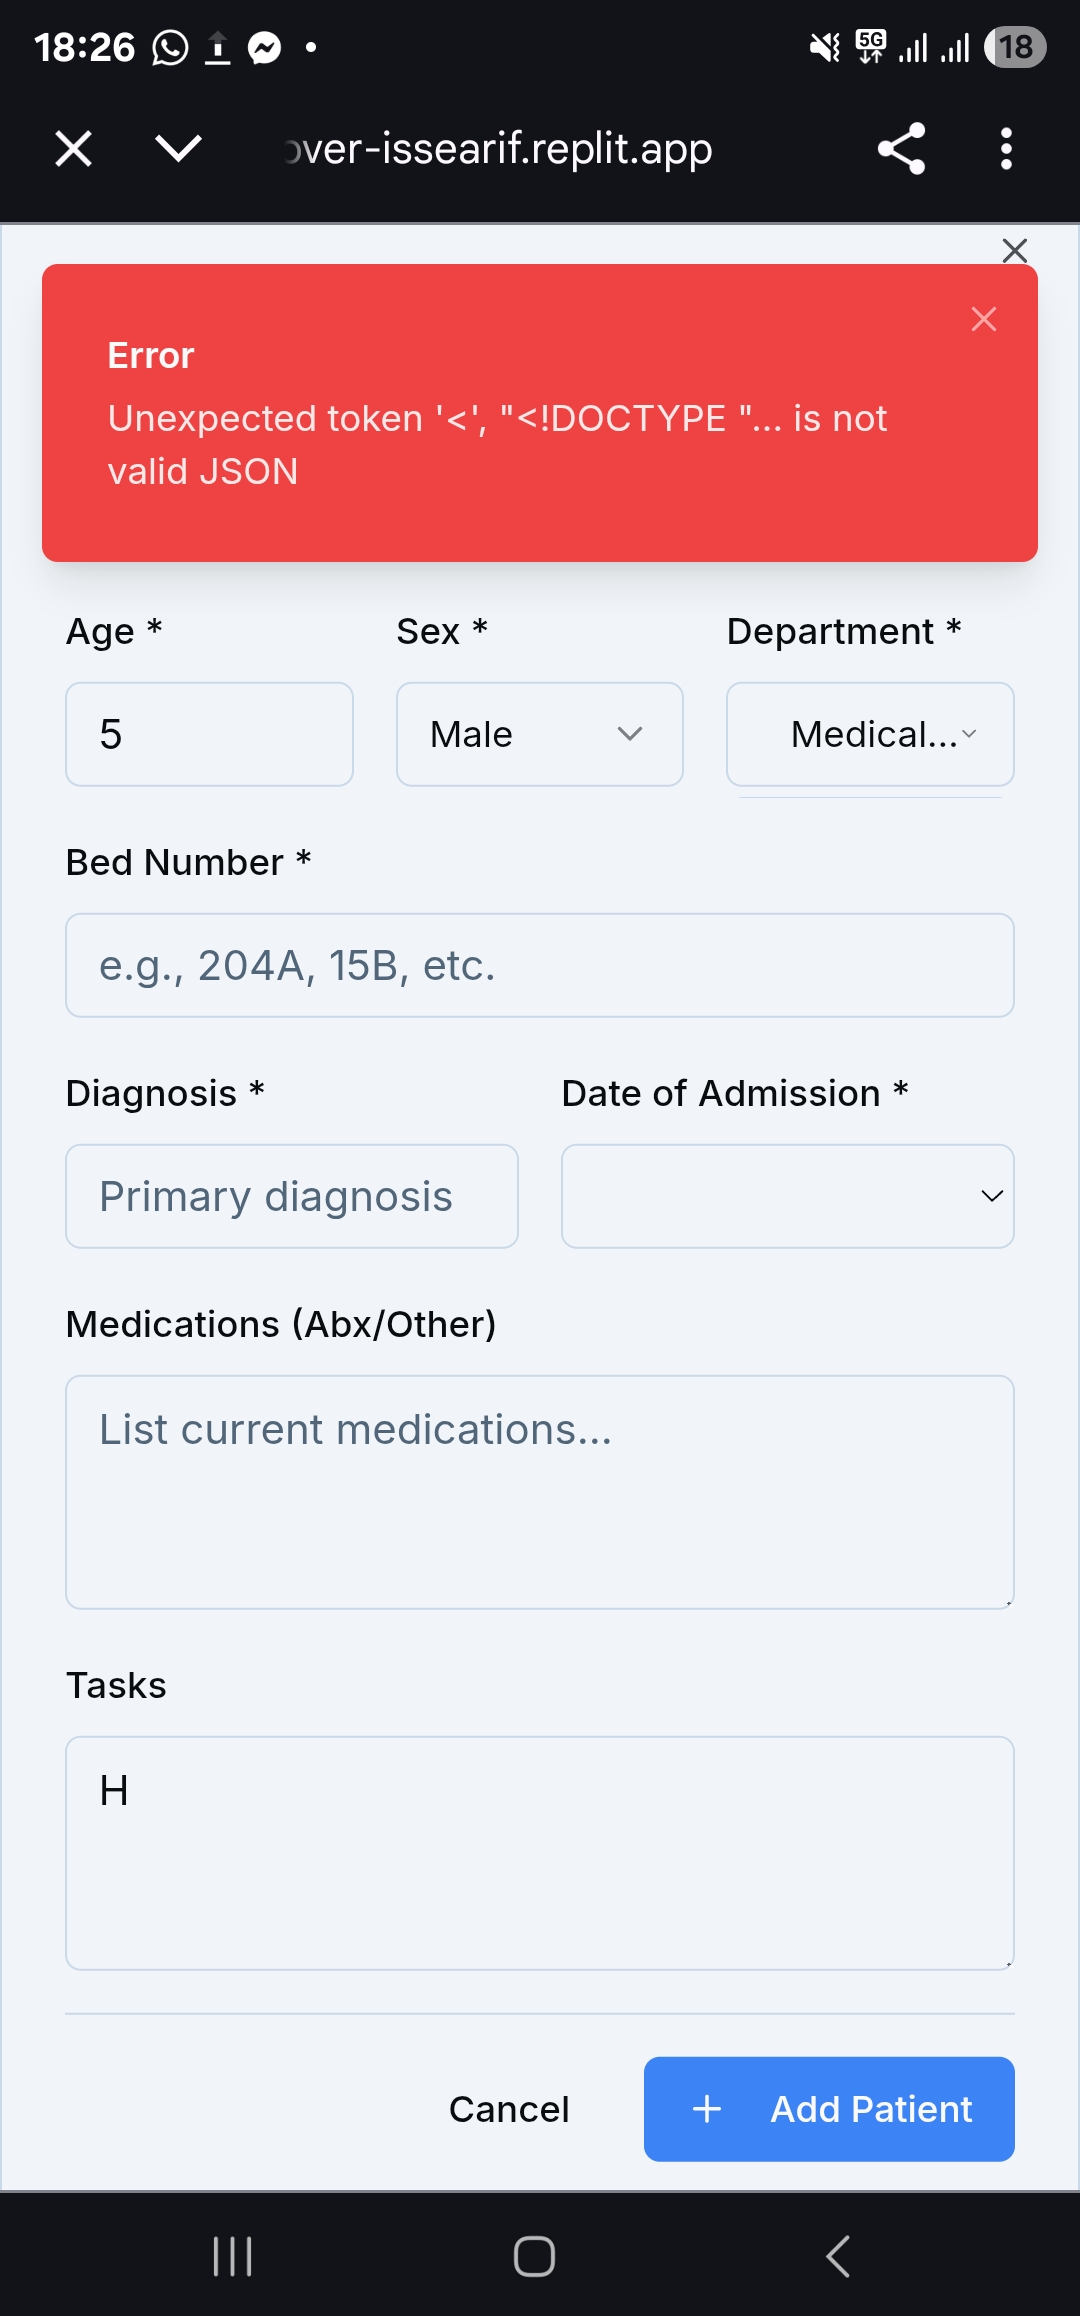 18:26
5G
18
over-issearif.replit.app
Error
Unexpected token '<', "<!DOCTYPE "... is not
valid JSON
Age *
Sex *
Department *
5
Male
Medical...
Bed Number *
e.g., 204A, 15B, etc.
Diagnosis *
Date of Admission *
Primary diagnosis
Medications (Abx/Other)
List current medications...
Tasks
H
Cancel
+ Add Patient